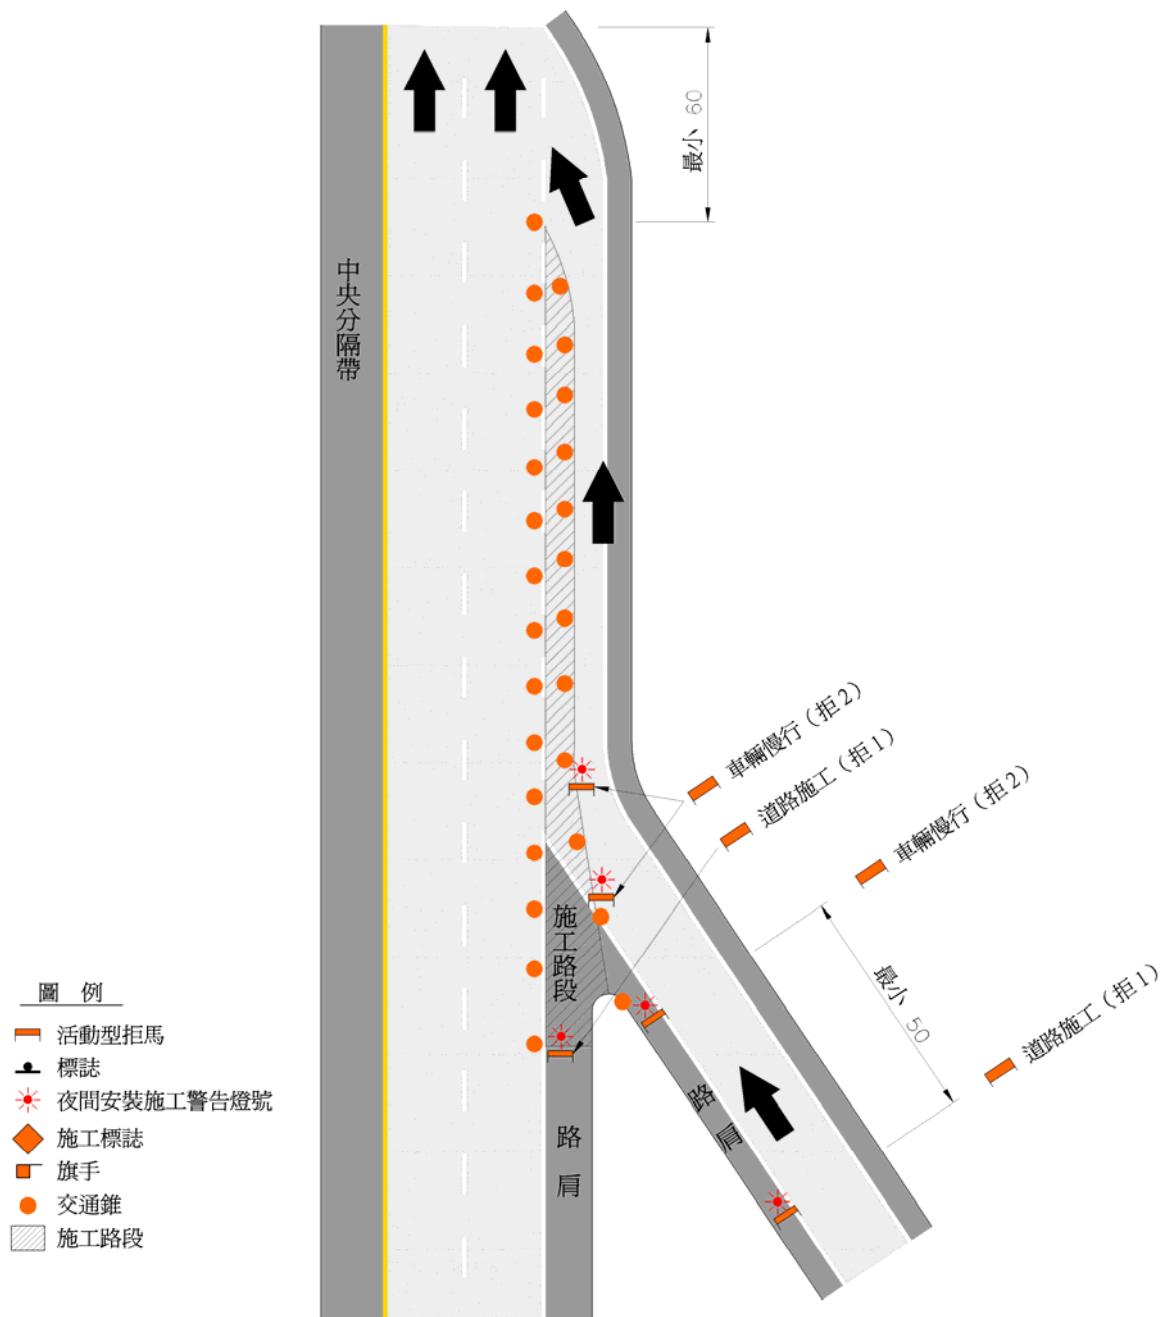 最小 60
中央分隔帶
車輛慢行（拒2）
道路施工（拒1）
車輛慢行（拒2）
最小 50
道路施工（拒1）
施工路段
路肩
路肩
圖 例
活動型拒馬
標誌
夜間安裝施工警告燈號
施工標誌
旗手
交通錐
施工路段